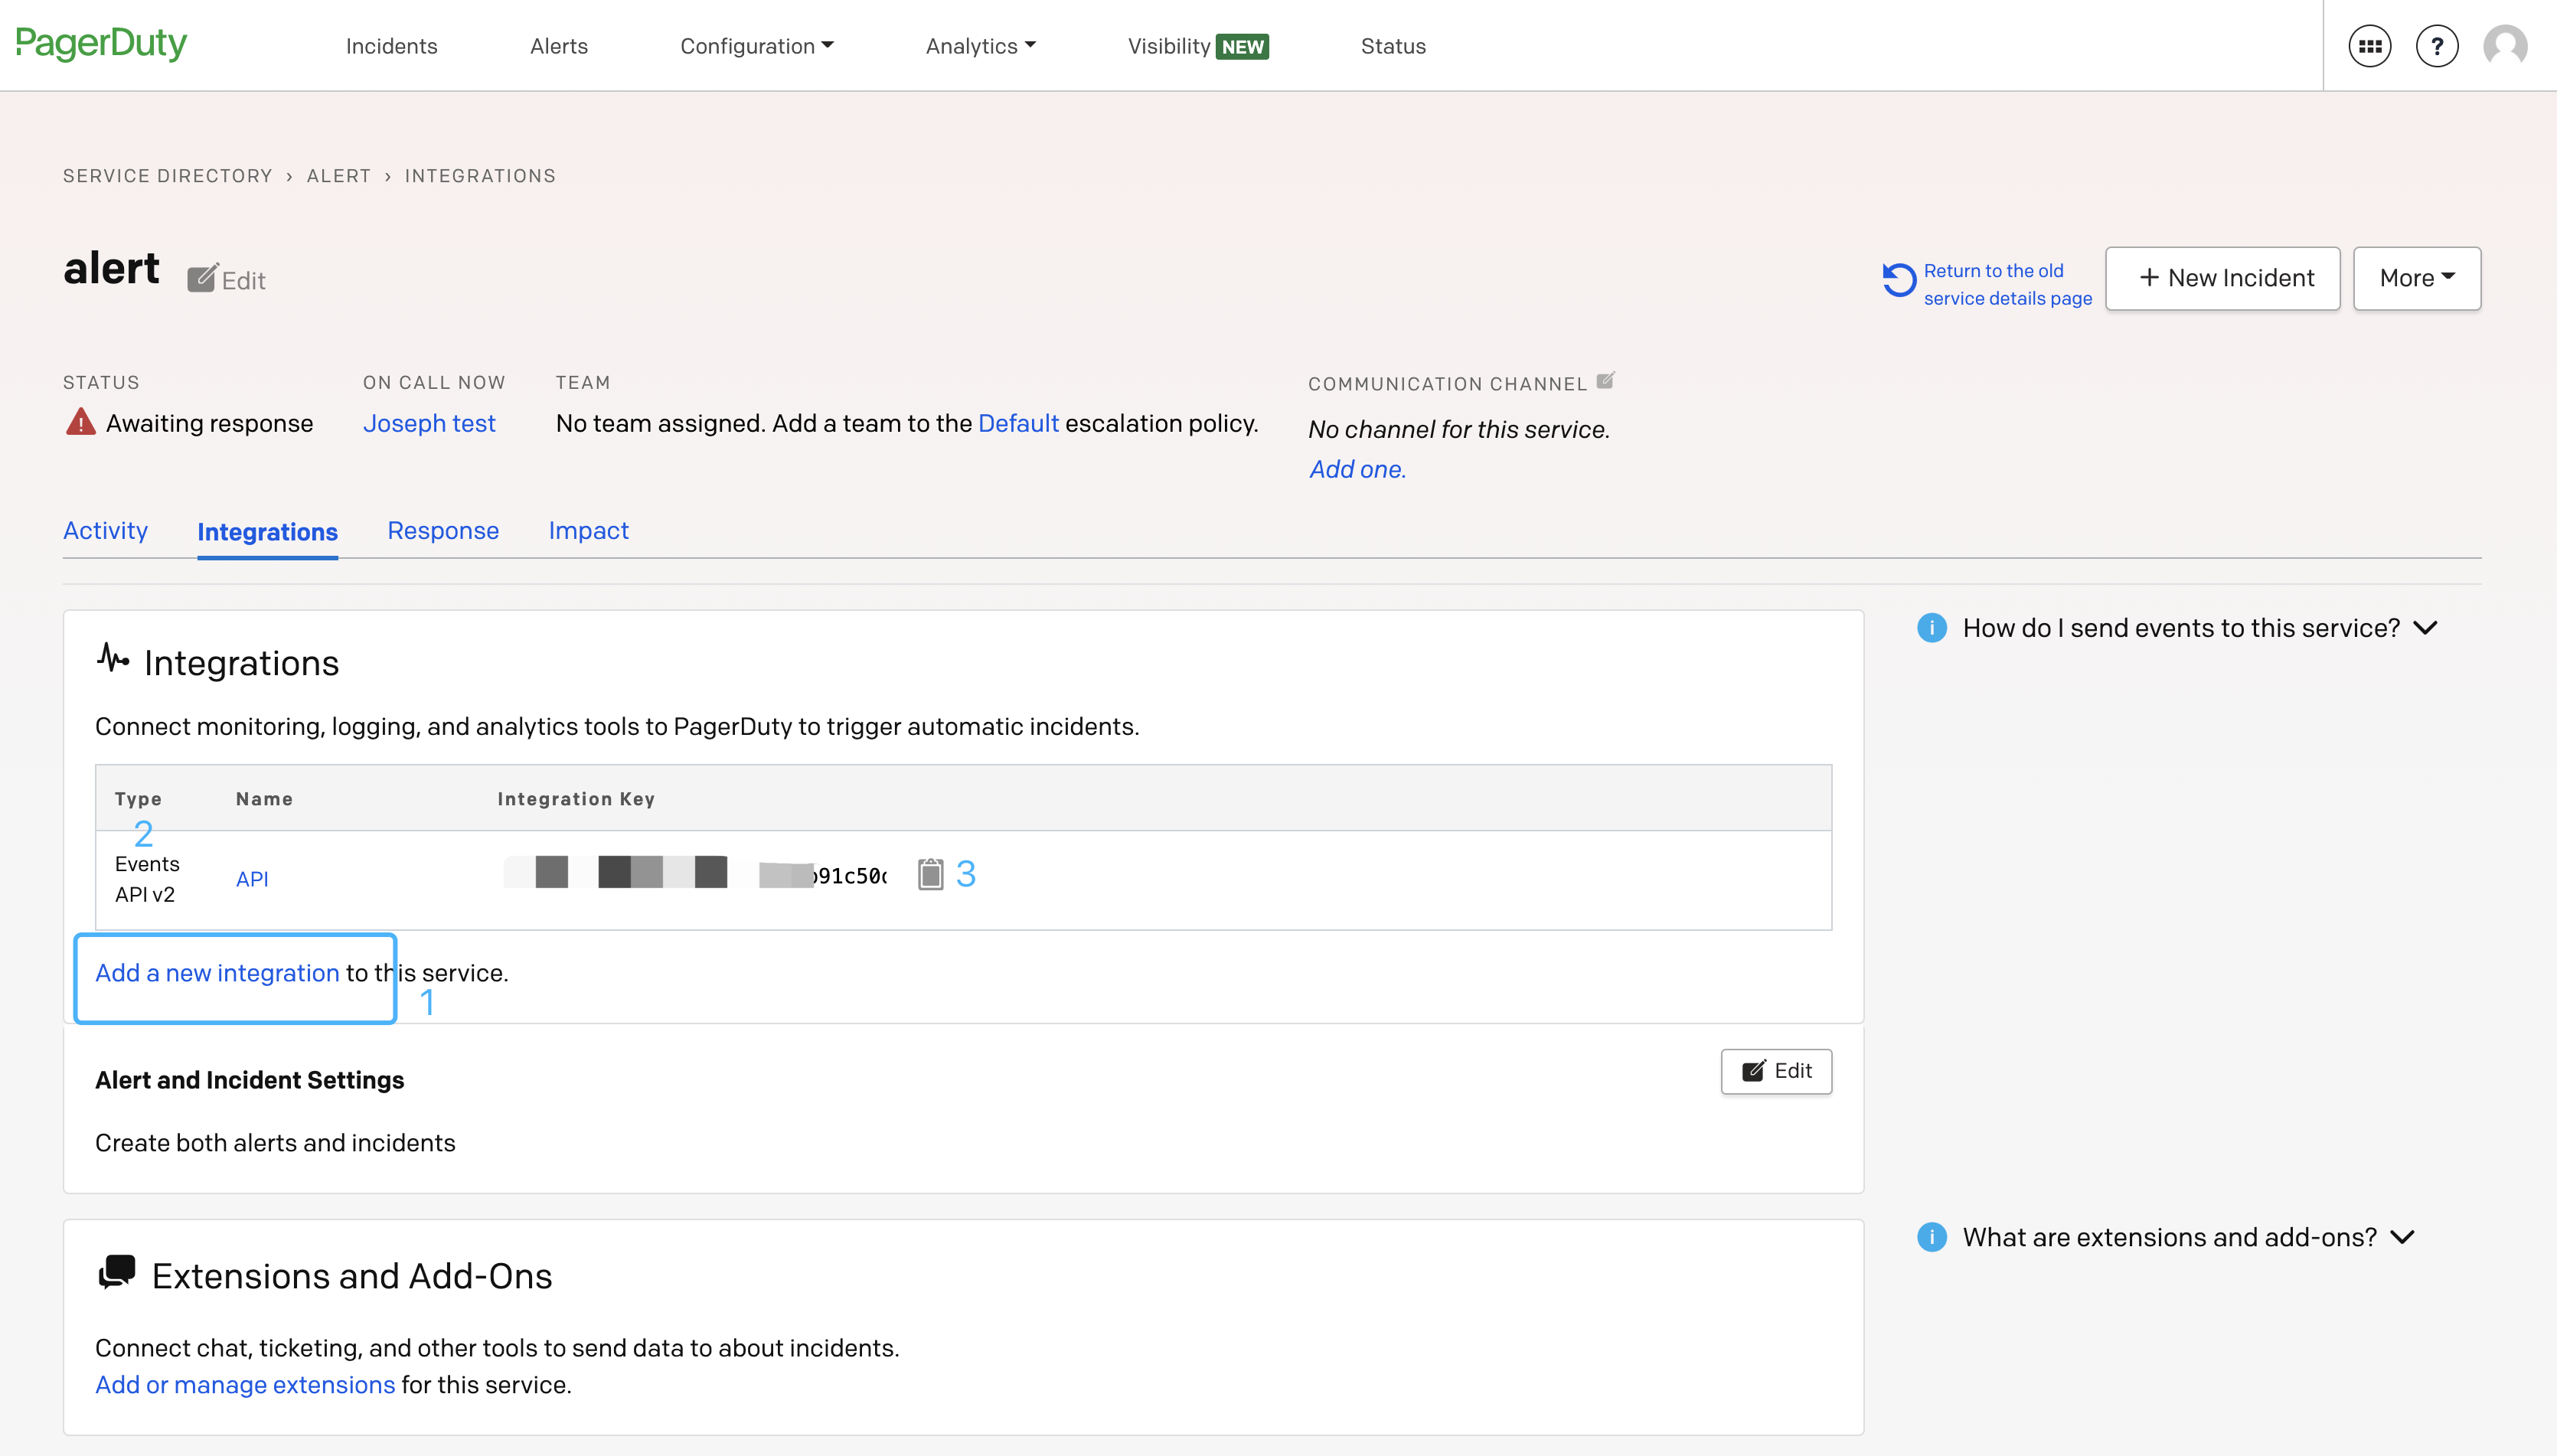 PagerDuty
Incidents
Alerts
Configuration
Analytics
Visibility NEW
Status
?
SERVICE DIRECTORY › ALERT › INTEGRATIONS
alert
Edit
Return to the old
service details page
+ New Incident
More
STATUS
Awaiting response
ON CALL NOW
Joseph test
TEAM
No team assigned. Add a team to the Default escalation policy.
COMMUNICATION CHANNEL
No channel for this service.
Add one.
Activity
Integrations
Response
Impact
Integrations
Connect monitoring, logging, and analytics tools to PagerDuty to trigger automatic incidents.
Type
Name
Integration Key
2
Events
API v2
API
91c50
3
Add a new integration to this service.
1
Alert and Incident Settings
Edit
Create both alerts and incidents
Extensions and Add-Ons
Connect chat, ticketing, and other tools to send data to about incidents.
Add or manage extensions for this service.
i How do I send events to this service?
i What are extensions and add-ons?